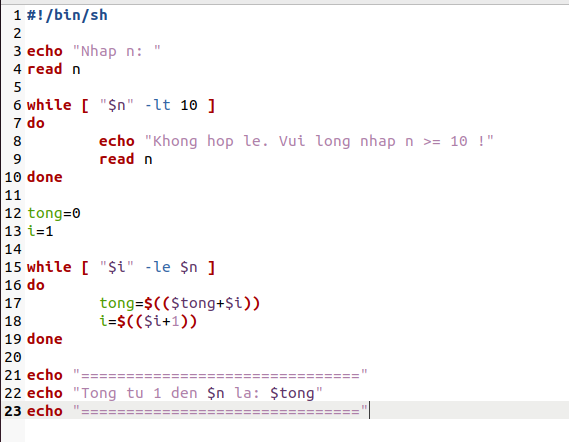 1 #!/bin/sh
2
3 echo "Nhap n: "
4 read n
5
6 while [ "$n" -lt 10 ]
7 do
8         echo "Khong hop le. Vui long nhap n >= 10 !"
9         read n
10 done
11
12 tong=0
13 i=1
14
15 while [ "$i" -le $n ]
16 do
17         tong=$(($tong+$i))
18         i=$(($i+1))
19 done
20
21 echo "==============================="
22 echo "Tong tu 1 den $n la: $tong"
23 echo "==============================="